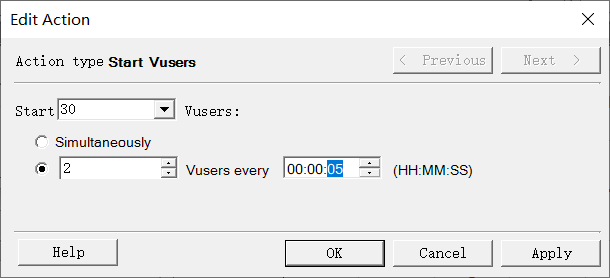 Edit Action
Action type Start Vusers
< Previous
Next >
Start 30 Vusers:
Simultaneously
2 Vusers every 00:00:05 (HH:MM:SS)
Help
OK
Cancel
Apply